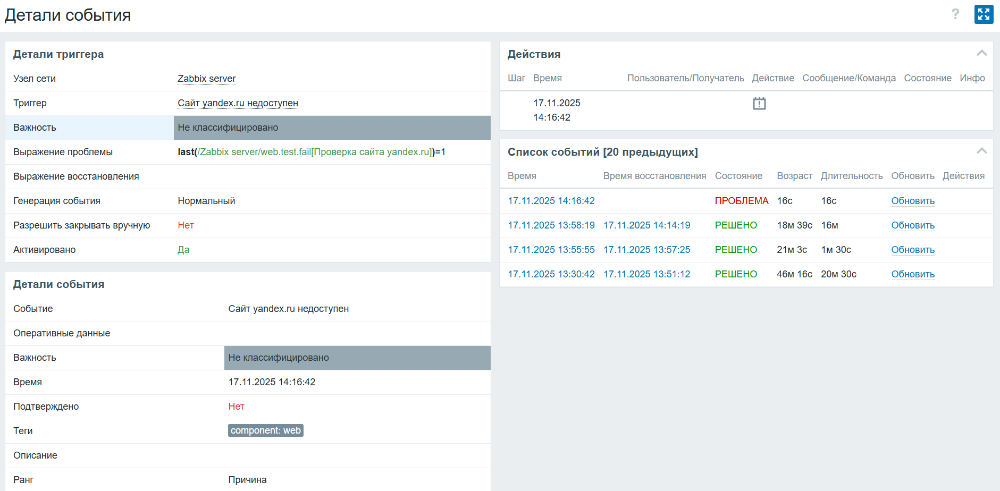 Детали события
?
Детали триггера
Узел сети Zabbix server
Триггер Сайт yandex.ru недоступен
Важность Не классифицировано
Выражение проблемы last(/Zabbix server/web.test.fail[Проверка сайта yandex.ru])=1
Выражение восстановления
Генерация события Нормальный
Разрешить закрывать вручную Нет
Активировано Да
Детали события
Событие Сайт yandex.ru недоступен
Оперативные данные
Важность Не классифицировано
Время 17.11.2025 14:16:42
Подтверждено Нет
Теги component: web
Описание
Ранг Причина
Действия
Шаг Время Пользователь/Получатель Действие Сообщение/Команда Состояние Инфо
17.11.2025
14:16:42
Список событий [20 предыдущих]
Время Время восстановления Состояние Возраст Длительность Обновить Действия
17.11.2025 14:16:42 ПРОБЛЕМА 16с 16с Обновить
17.11.2025 13:58:19 17.11.2025 14:14:19 РЕШЕНО 18м 39с 16м Обновить
17.11.2025 13:55:55 17.11.2025 13:57:25 РЕШЕНО 21м 3с 1м 30с Обновить
17.11.2025 13:30:42 17.11.2025 13:51:12 РЕШЕНО 46м 16с 20м 30с Обновить